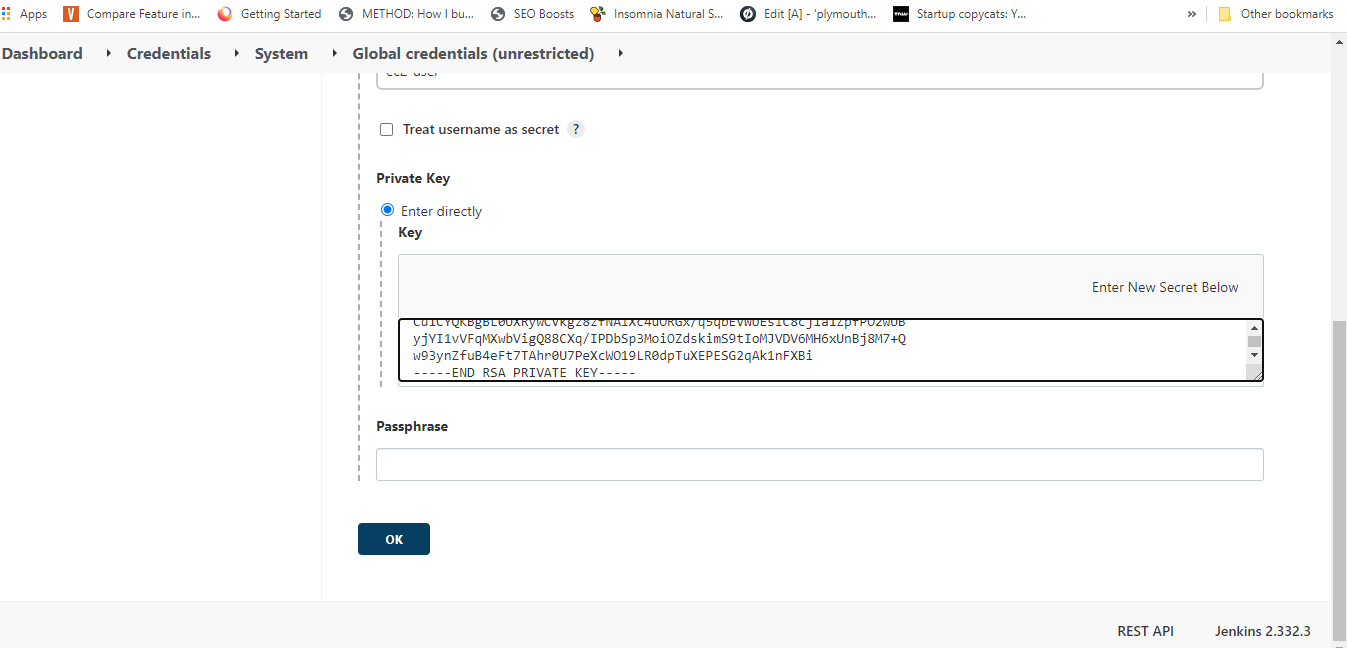 Apps
Compare Feature in...
Getting Started
METHOD: How I bu...
SEO Boosts
Insomnia Natural S...
Edit [A] - 'plymouth...
Startup copycats: Y...
»
Other bookmarks
Dashboard
Credentials
System
Global credentials (unrestricted)
Treat username as secret ?
Private Key
Enter directly
Key
Enter New Secret Below
yjYI1vVFqMXwbVigQ88CXq/IPDbSp3MoiOZdskimS9tIoMJVDV6MH6xUnBj8M7+Q
w93ynZfuB4eFt7TAhr0U7PeXcWO19LR0dpTuXEPESG2qAk1nFXBi
-----END RSA PRIVATE KEY-----
Passphrase
OK
REST API
Jenkins 2.332.3